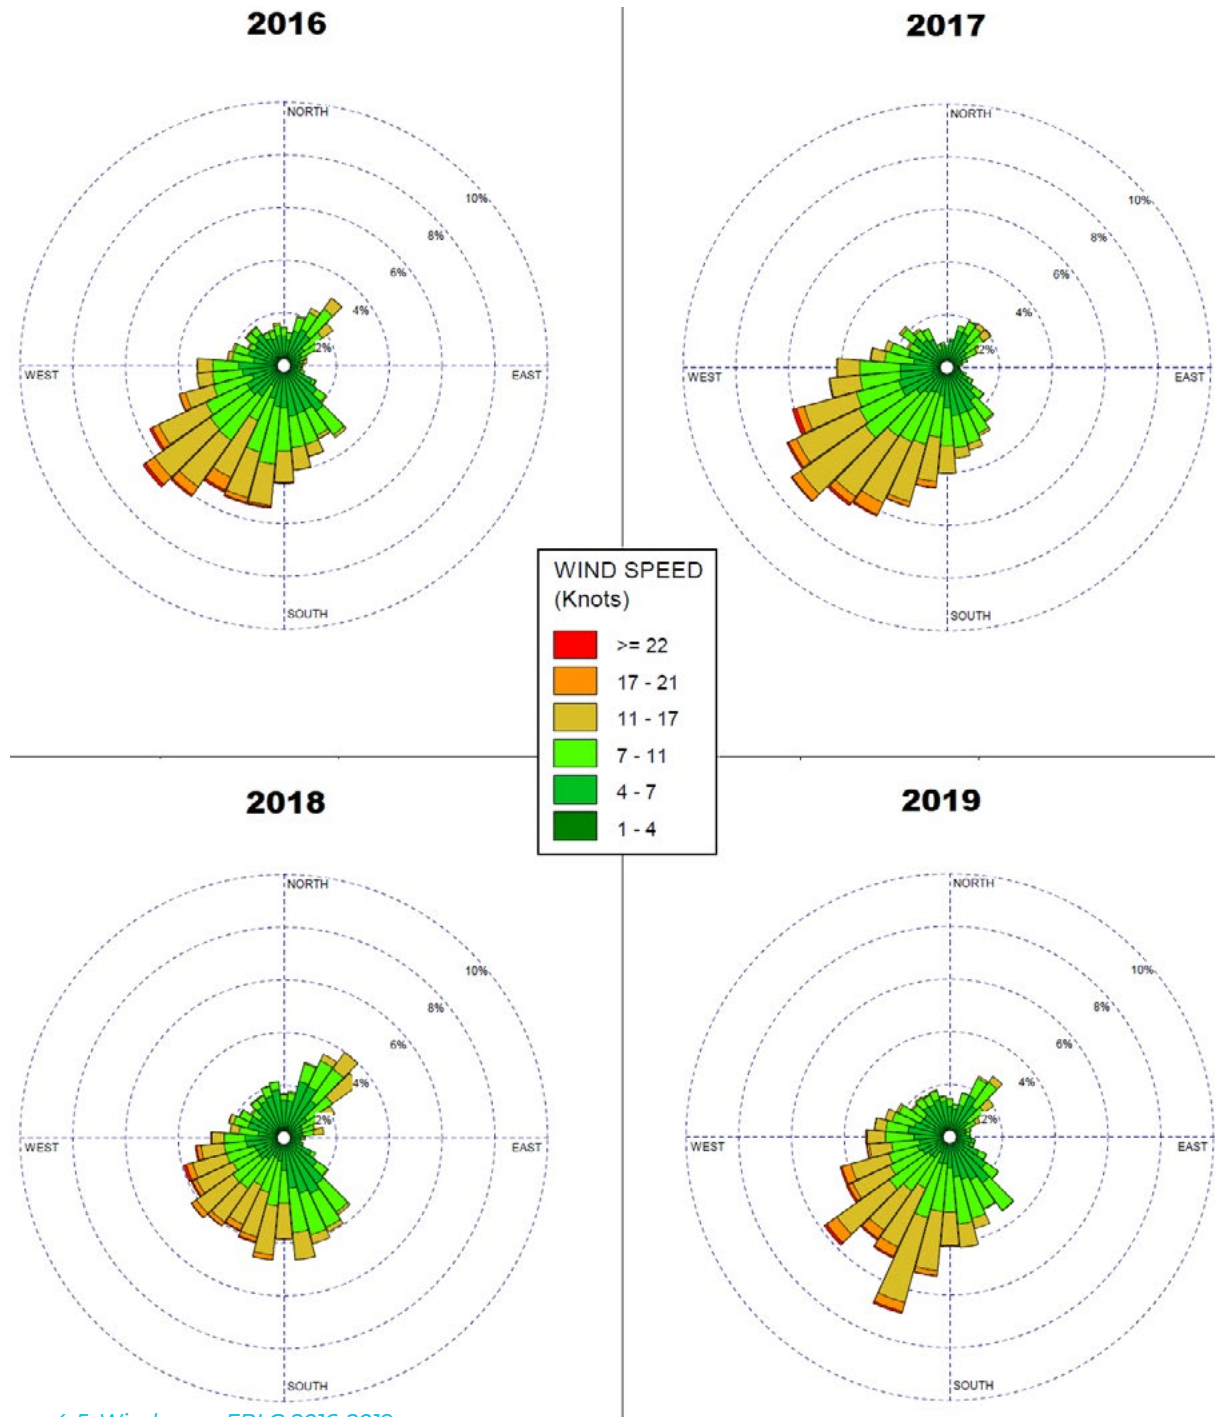 2016
NORTH
10%
8%
6%
4%
2%
WEST
EAST
SOUTH
2017
NORTH
10%
8%
6%
4%
2%
WEST
EAST
SOUTH
WIND SPEED
(Knots)
>= 22
17 - 21
11 - 17
7 - 11
4 - 7
1 - 4
2018
NORTH
10%
8%
6%
4%
2%
WEST
EAST
SOUTH
2019
NORTH
10%
8%
6%
4%
2%
WEST
EAST